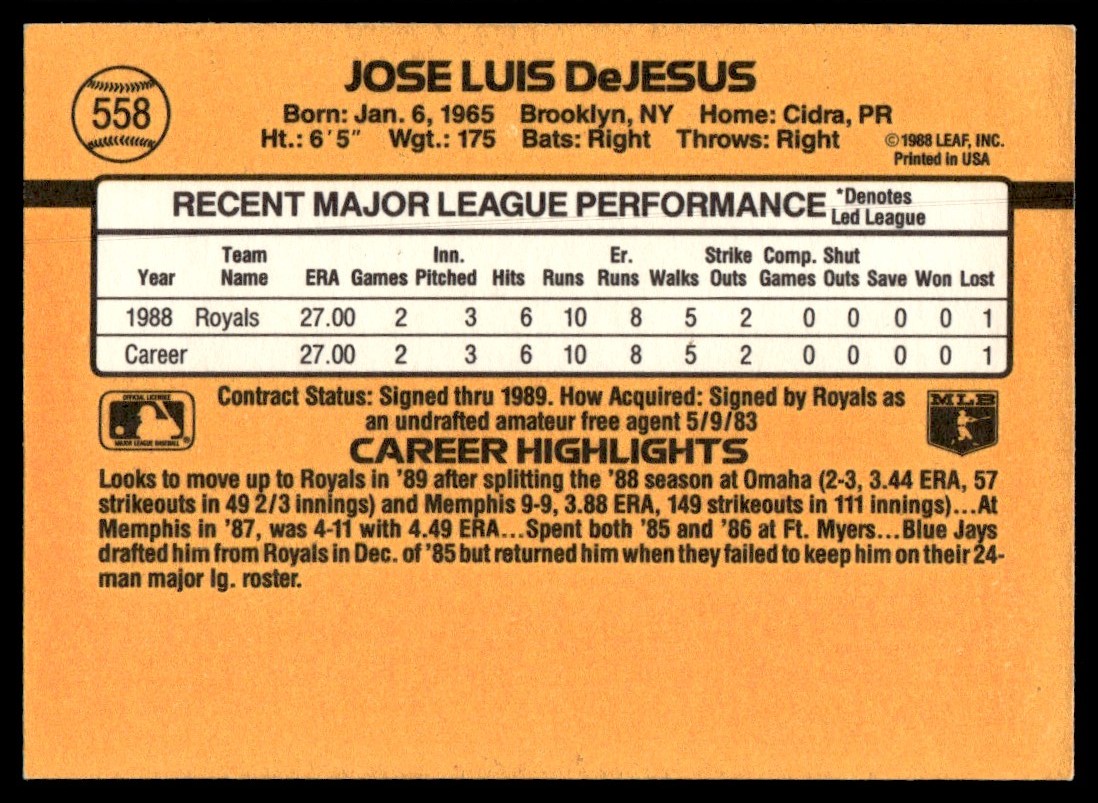 558
JOSE LUIS DeJESUS
Born: Jan. 6, 1965 Brooklyn, NY Home: Cidra, PR
Ht.: 6'5" Wgt.: 175 Bats: Right Throws: Right
©1988 LEAF, INC.
Printed in USA
RECENT MAJOR LEAGUE PERFORMANCE *Denotes Led League
Year Team Name ERA Games Inn. Pitched Hits Runs Er. Runs Walks Strike Outs Comp. Games Shut Outs Save Won Lost
1988 Royals 27.00 2 3 6 10 8 5 2 0 0 0 0 1
Career 27.00 2 3 6 10 8 5 2 0 0 0 0 1
OFFICIAL LICENSEE
MAJOR LEAGUE BASEBALL
®
Contract Status: Signed thru 1989. How Acquired: Signed by Royals as
an undrafted amateur free agent 5/9/83
MLB
CAREER HIGHLIGHTS
Looks to move up to Royals in '89 after splitting the '88 season at Omaha (2-3, 3.44 ERA, 57
strikeouts in 49 2/3 innings) and Memphis 9-9, 3.88 ERA, 149 strikeouts in 111 innings)...At
Memphis in '87, was 4-11 with 4.49 ERA...Spent both '85 and '86 at Ft. Myers...Blue Jays
drafted him from Royals in Dec. of '85 but returned him when they failed to keep him on their 24-
man major lg. roster.